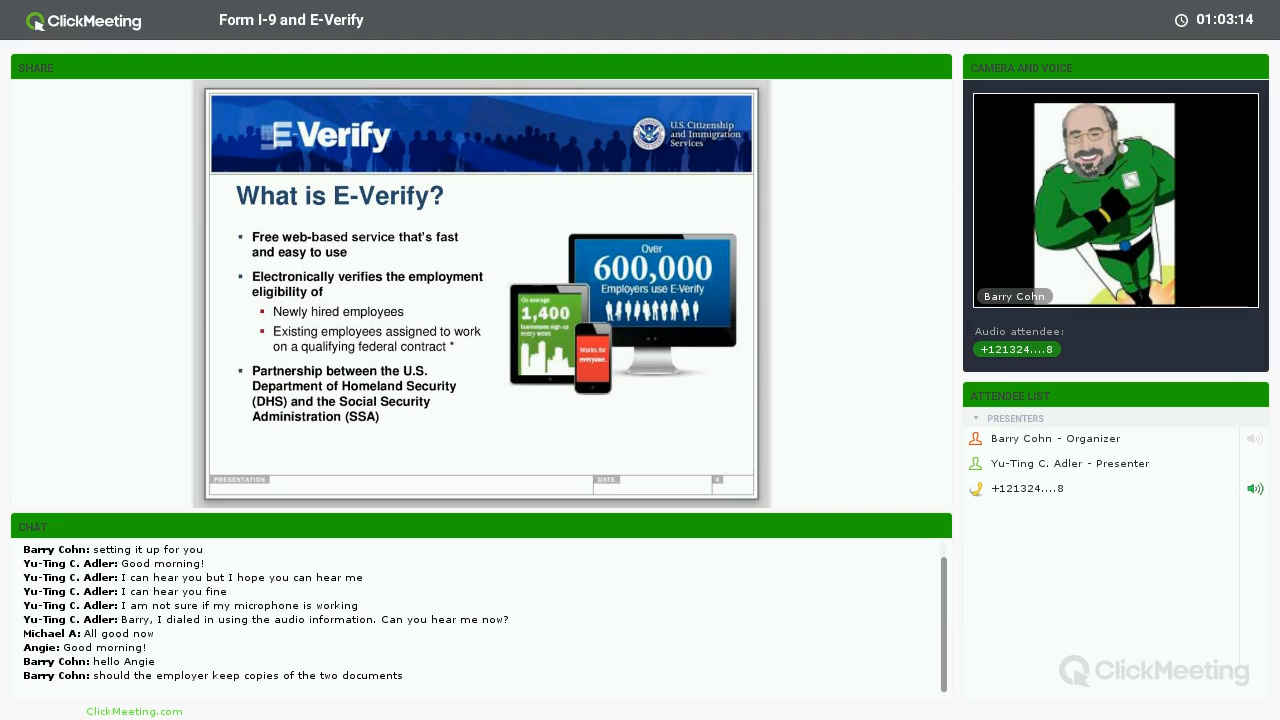 ClickMeeting
Form I-9 and E-Verify
01:03:14
SHARE
E-Verify
U.S. Citizenship
and Immigration
Services
What is E-Verify?
▪ Free web-based service that's fast
and easy to use
▪ Electronically verifies the employment
eligibility of
▪ Newly hired employees
▪ Existing employees assigned to work
on a qualifying federal contract *
▪ Partnership between the U.S.
Department of Homeland Security
(DHS) and the Social Security
Administration (SSA)
Over
600,000
Employers use E-Verify
On average
1,400
businesses sign up
every week
Works for
everyone.
PRESENTATION
DATE
#
CHAT
Barry Cohn: setting it up for you
Yu-Ting C. Adler: Good morning!
Yu-Ting C. Adler: I can hear you but I hope you can hear me
Yu-Ting C. Adler: I can hear you fine
Yu-Ting C. Adler: I am not sure if my microphone is working
Yu-Ting C. Adler: Barry, I dialed in using the audio information. Can you hear me now?
Michael A: All good now
Angie: Good morning!
Barry Cohn: hello Angie
Barry Cohn: should the employer keep copies of the two documents
ClickMeeting.com
CAMERA AND VOICE
Barry Cohn
Audio attendee:
+121324....8
ATTENDEE LIST
PRESENTERS
Barry Cohn - Organizer
Yu-Ting C. Adler - Presenter
+121324....8
ClickMeeting